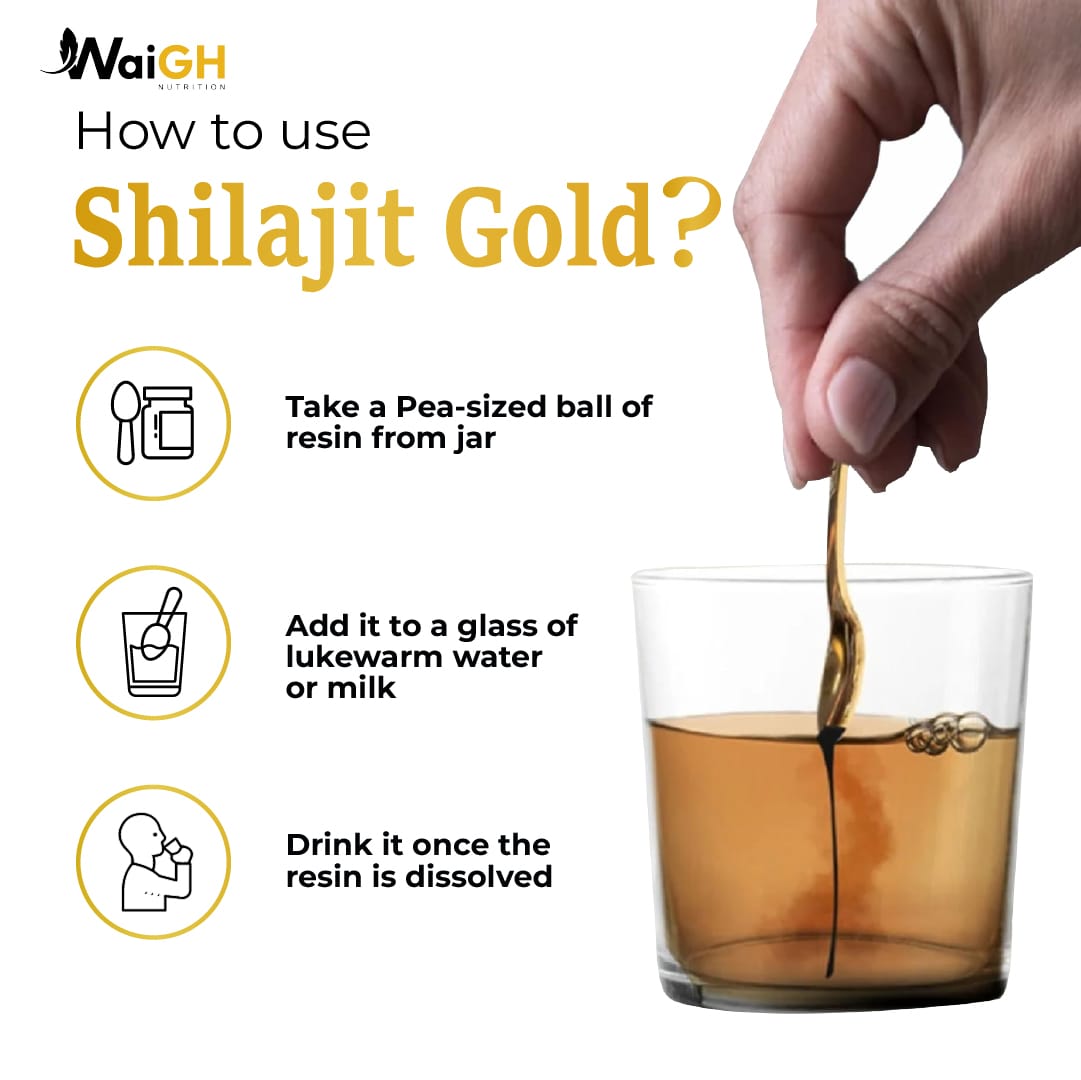 WaiGH
NUTRITION
How to use
Shilajit Gold?
Take a Pea-sized ball of
resin from jar
Add it to a glass of
lukewarm water
or milk
Drink it once the
resin is dissolved